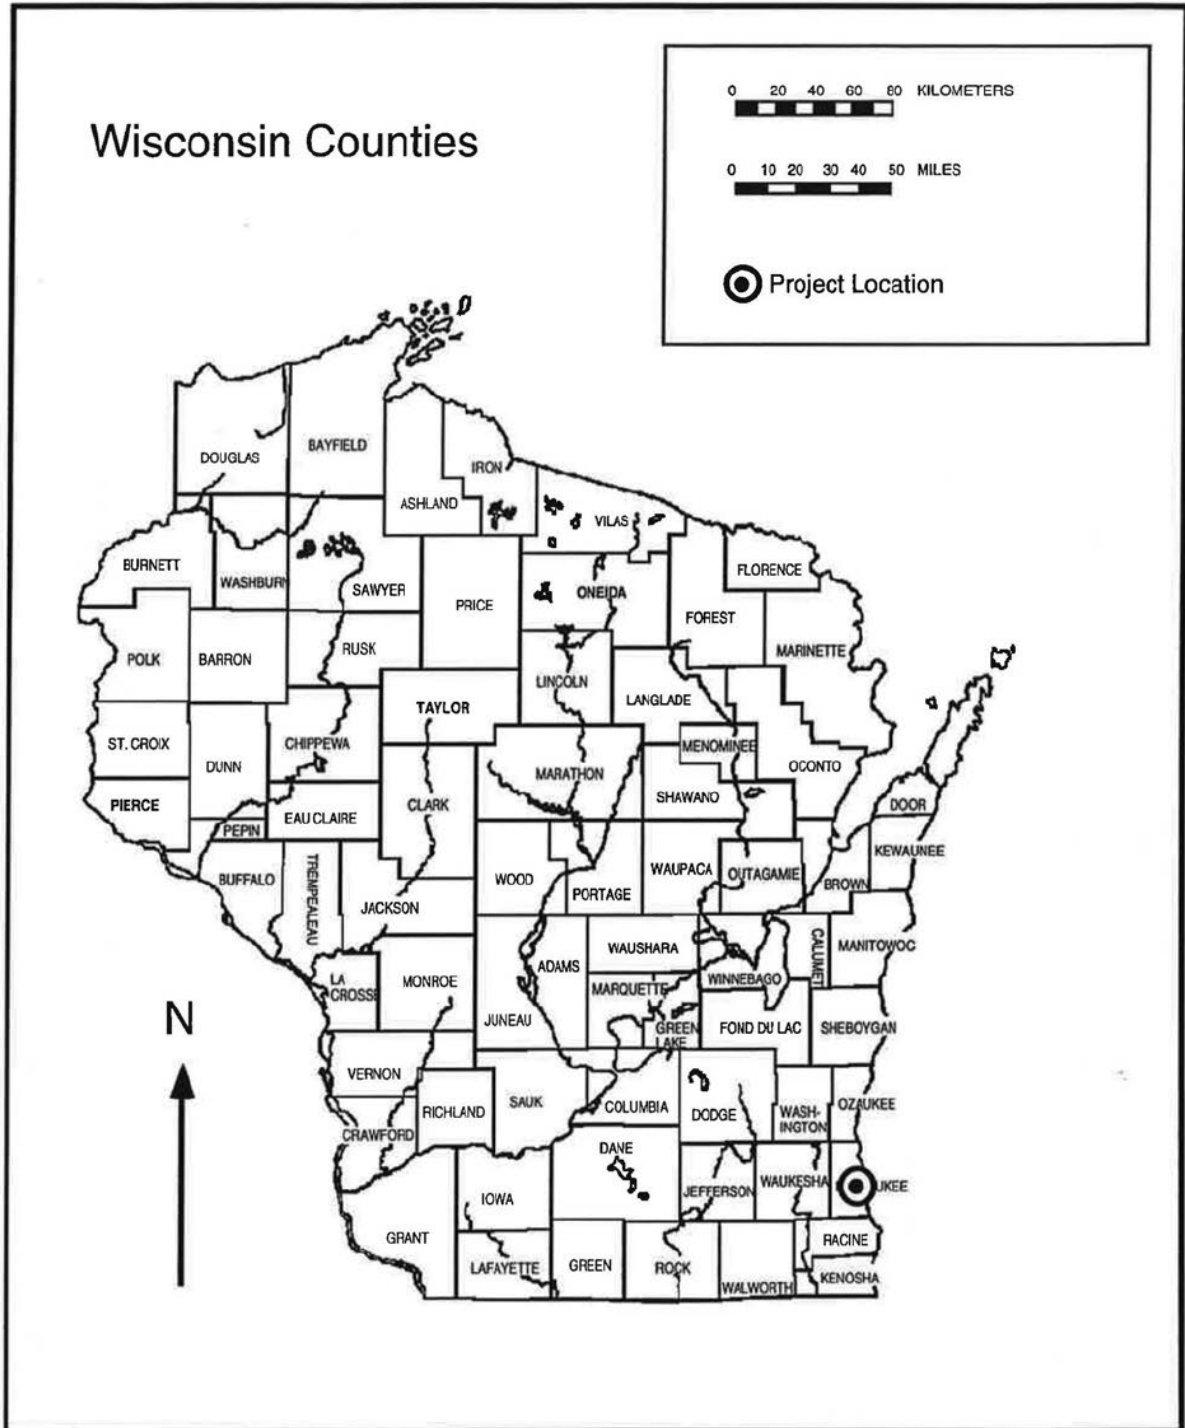 Wisconsin Counties
0 20 40 60 80 KILOMETERS
0 10 20 30 40 50 MILES
Project Location
DOUGLAS
BAYFIELD
IRON
ASHLAND
VILAS
BURNETT
WASHBURN
SAWYER
PRICE
ONEIDA
FLORENCE
FOREST
MARINETTE
POLK
BARRON
RUSK
LINCOLN
LANGLADE
TAYLOR
ST. CROIX
DUNN
CHIPPEWA
MARATHON
MENOMINEE
OCONTO
SHAWANO
PIERCE
CLARK
DOOR
EAU CLAIRE
PEPIN
KEWAUNEE
BUFFALO
TREMPEALEAU
WOOD
PORTAGE
WAUPACA
OUTAGAMIE
BROWN
JACKSON
WAUSHARA
CALUMET
MANITOWOC
ADAMS
LA
CROSSE
MONROE
MARQUETTE
WINNEBAGO
JUNEAU
GREEN
LAKE
FOND DU LAC
SHEBOYGAN
N
VERNON
RICHLAND
SAUK
COLUMBIA
DODGE
WASH-
INGTON
OZAUKEE
CRAWFORD
DANE
IOWA
JEFFERSON
WAUKESHA
UKEE
GRANT
LAFAYETTE
GREEN
ROCK
WALWORTH
RACINE
KENOSHA